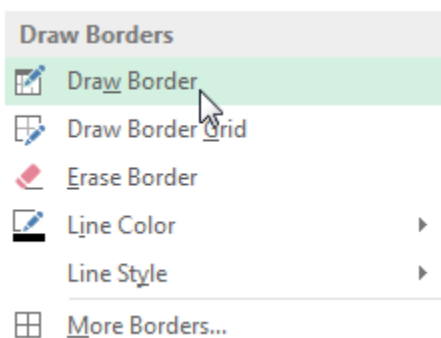 Draw Borders
Draw Border
Draw Border Grid
Erase Border
Line Color
Line Style
More Borders...